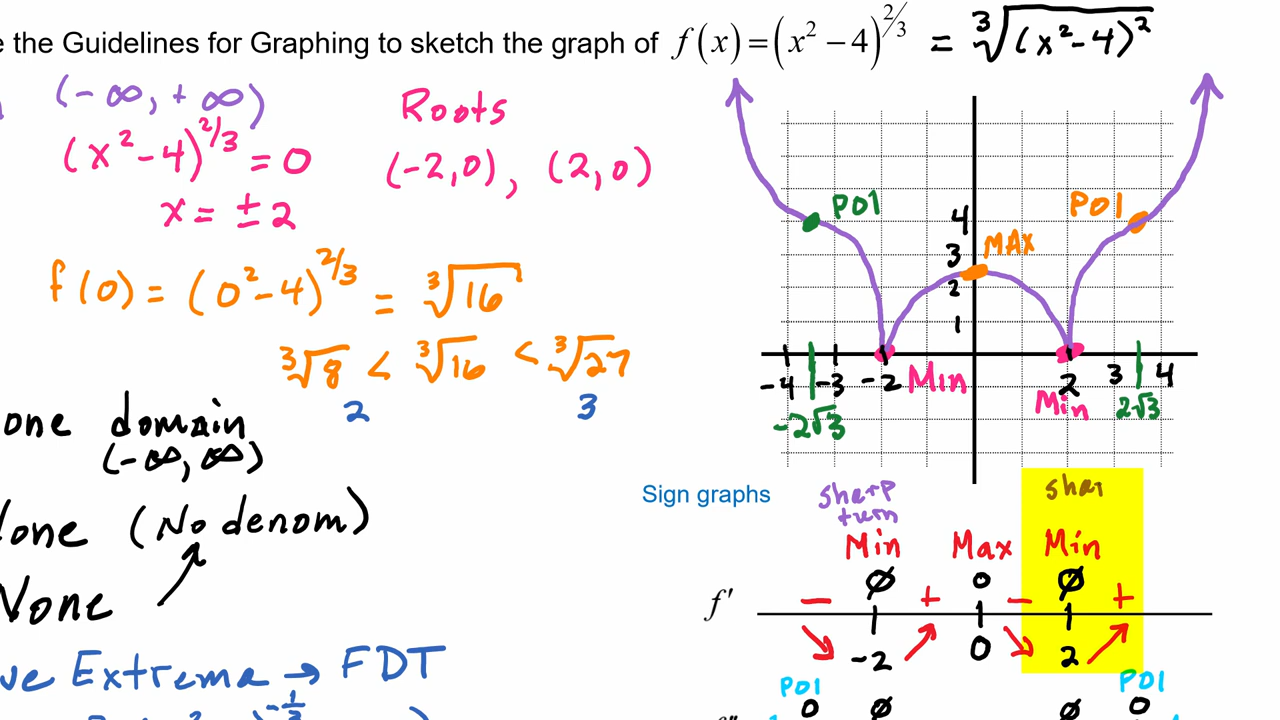 e the Guidelines for Graphing to sketch the graph of f(x) = (x² − 4)^{2/3} = ∛(x²-4)²
(-∞, +∞)
(x²-4)^{2/3} = 0
x = ±2
Roots
(-2,0), (2,0)
f(0) = (0²-4)^{2/3} = ∛16
∛8 < ∛16 < ∛27
2 3
one domain
(-∞, ∞)
None (No denom)
None
ve Extrema → FDT
POI POI
MAX
4
3
2
1
-4 -3 -2 2 3 4
Min Min
-2√3 2√3
Sign graphs
sharp
turn
shar
Min Max Min
∅ 0 ∅
f′ − + − +
-2 0 2
POI POI
0 ∅ ∅ 0